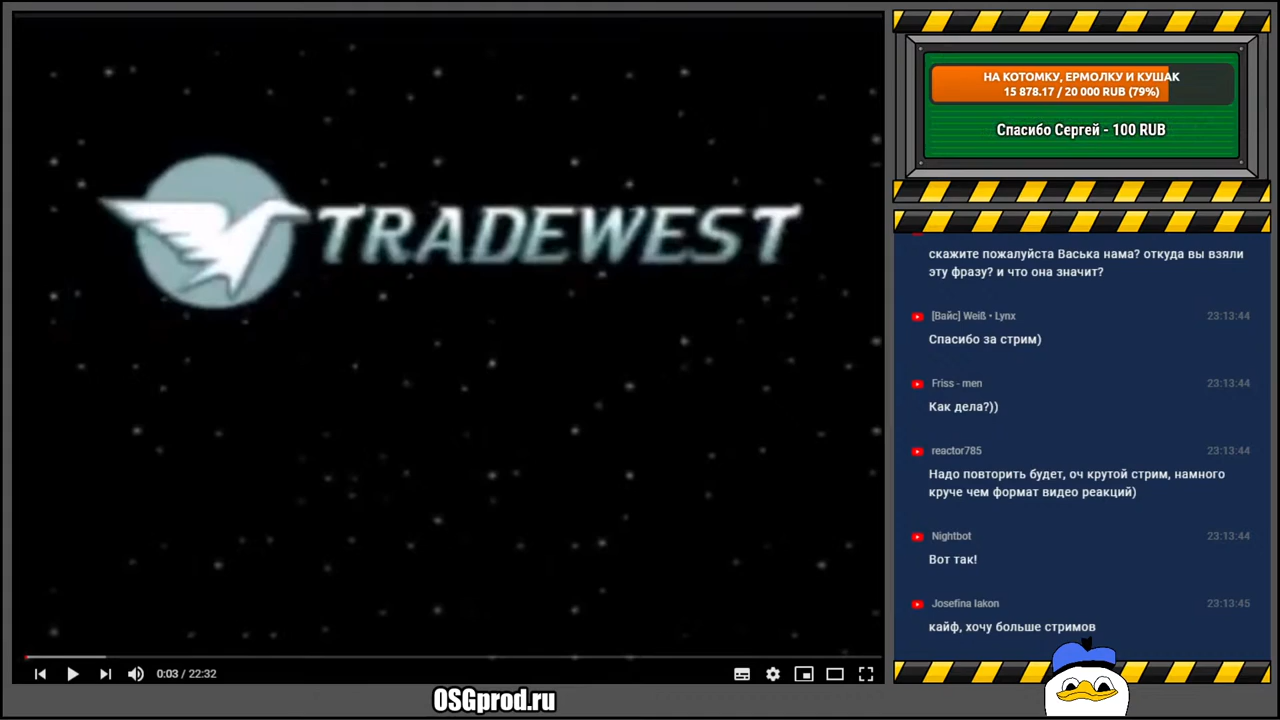 TRADEWEST
0:03 / 22:32
OSGprod.ru
НА КОТОМКУ, ЕРМОЛКУ И КУШАК
15 878.17 / 20 000 RUB (79%)
Спасибо Сергей - 100 RUB
скажите пожалуйста Васька нама? откуда вы взяли
эту фразу? и что она значит?
[Вайс] Weiß • Lynx 23:13:44
Спасибо за стрим)
Friss - men 23:13:44
Как дела?))
reactor785 23:13:44
Надо повторить будет, оч крутой стрим, намного
круче чем формат видео реакций)
Nightbot 23:13:44
Вот так!
Josefina Iakon 23:13:45
кайф, хочу больше стримов